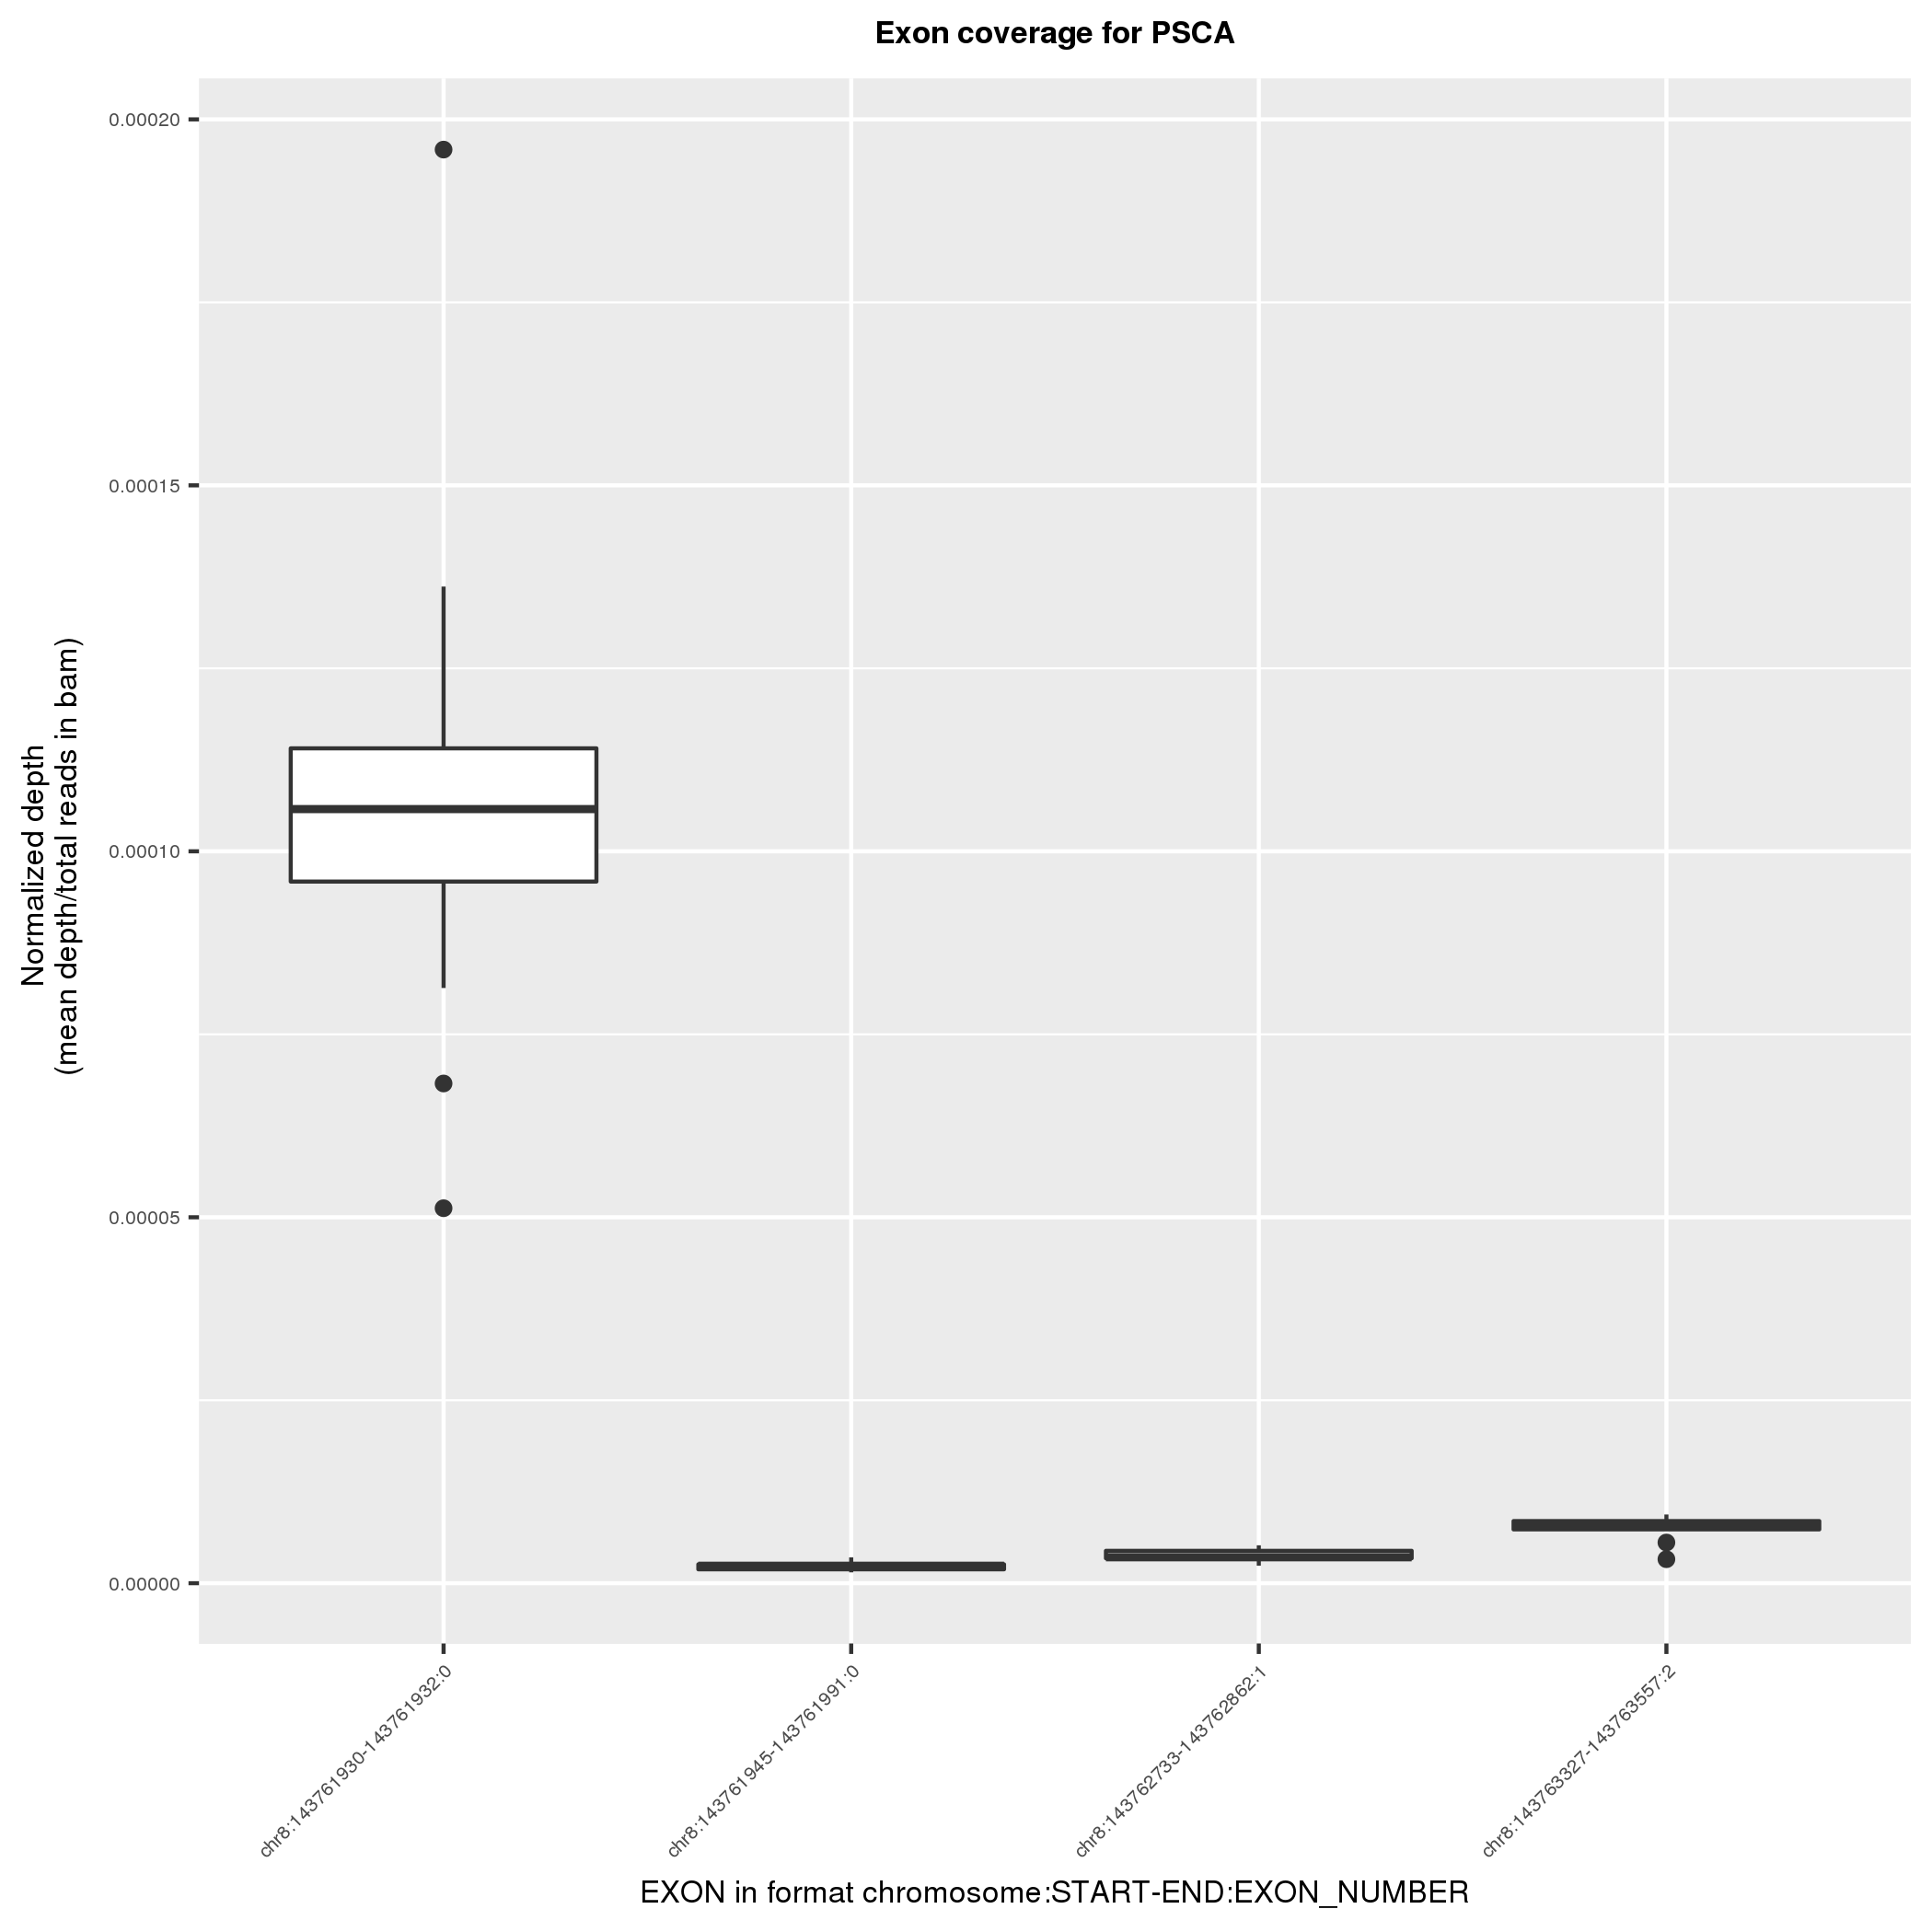 Exon coverage for PSCA
Normalized depth
(mean depth/total reads in bam)
0.00020
0.00015
0.00010
0.00005
0.00000
chr8:143761930-143761932:0
chr8:143761945-143761991:0
chr8:143762733-143762862:1
chr8:143763327-143763557:2
EXON in format chromosome:START-END:EXON_NUMBER